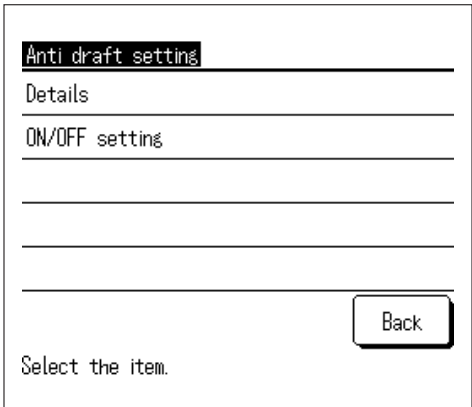 Anti draft setting
Details
ON/OFF setting
Back
Select the item.